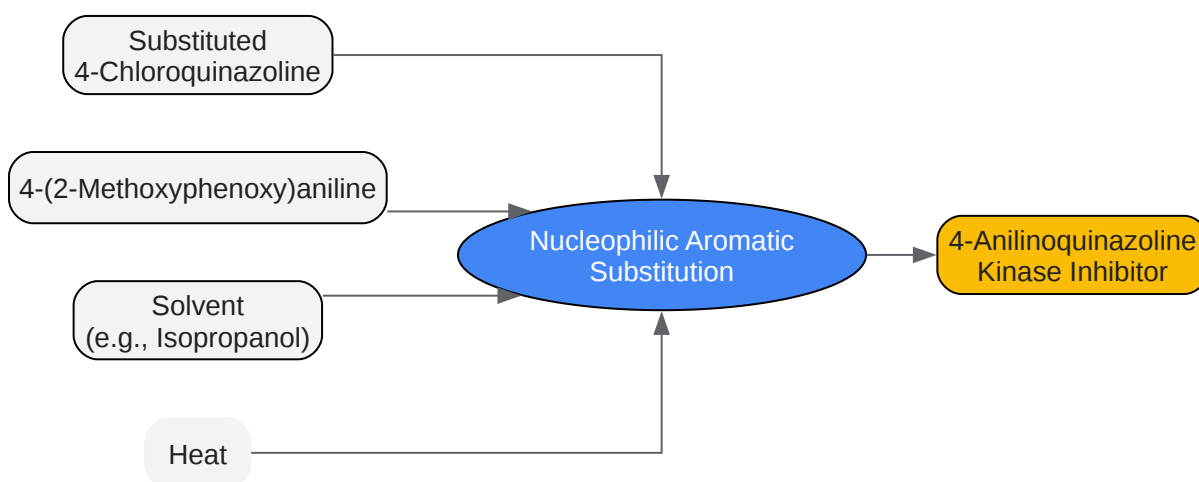 Substituted
4-Chloroquinazoline
4-(2-Methoxyphenoxy)aniline
Solvent
(e.g., Isopropanol)
Heat
Nucleophilic Aromatic
Substitution
4-Anilinoquinazoline
Kinase Inhibitor